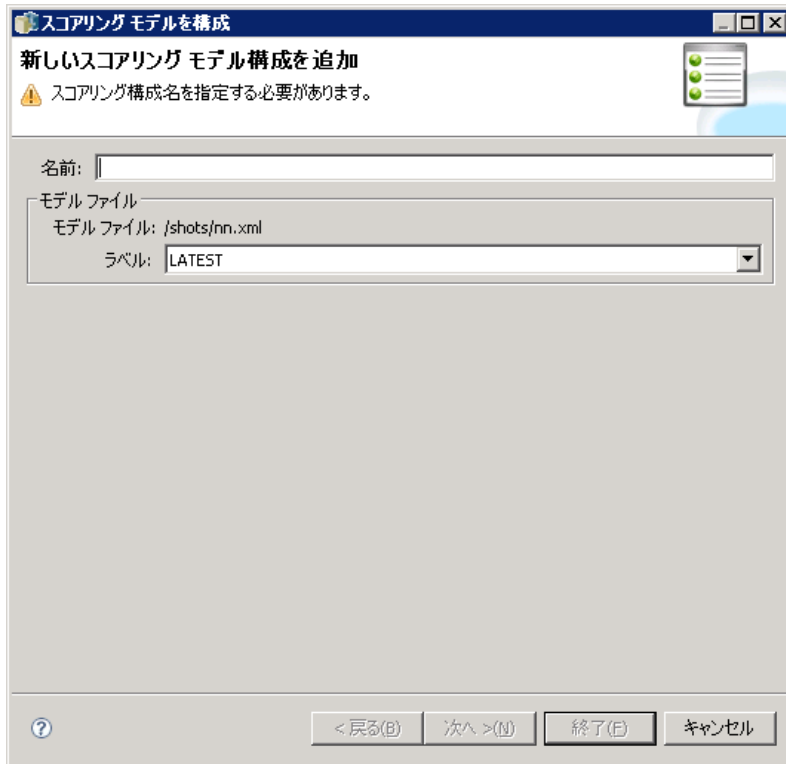 スコアリング モデルを構成
新しいスコアリング モデル構成を追加
スコアリング構成名を指定する必要があります。
名前:
モデル ファイル
モデル ファイル: /shots/nn.xml
ラベル: LATEST
< 戻る(B) 次へ >(N) 終了(F) キャンセル